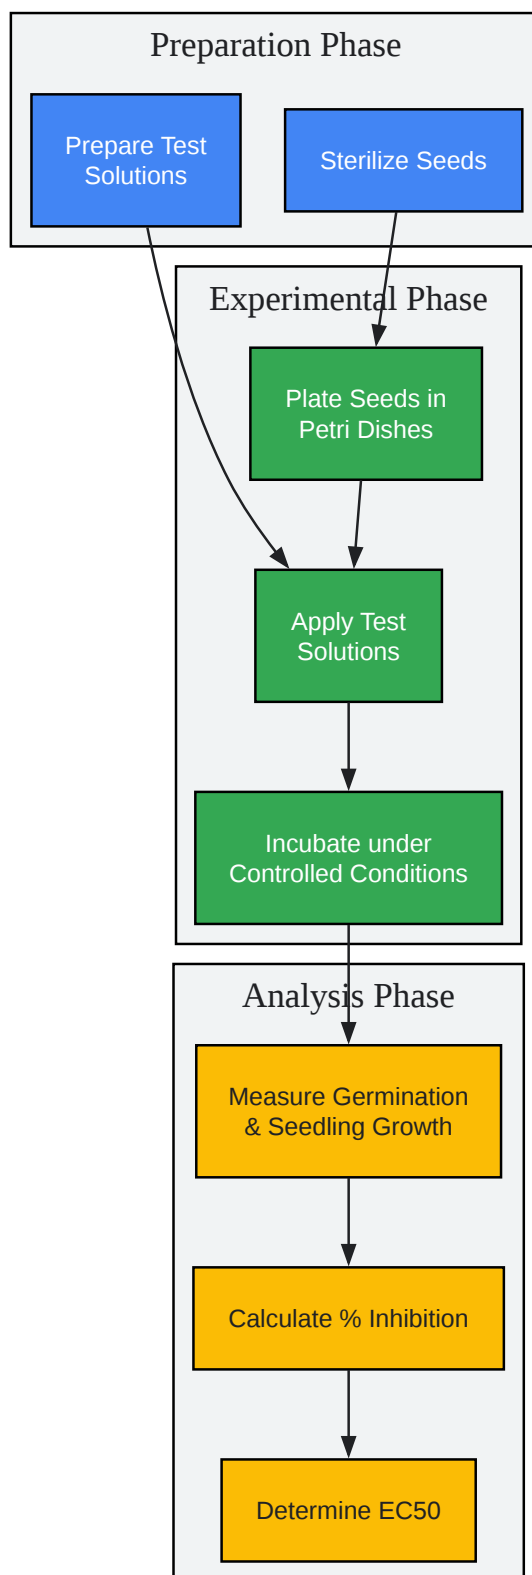 Preparation Phase
Prepare Test
Solutions
Sterilize Seeds
Experimental Phase
Plate Seeds in
Petri Dishes
Apply Test
Solutions
Incubate under
Controlled Conditions
Analysis Phase
Measure Germination
& Seedling Growth
Calculate % Inhibition
Determine EC50